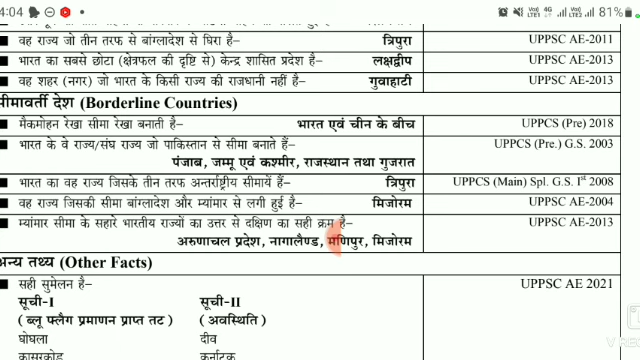 4:04
81%
वह राज्य जो तीन तरफ से बांग्लादेश से घिरा है– त्रिपुरा UPPSC AE-2011
भारत का सबसे छोटा (क्षेत्रफल की दृष्टि से) केन्द्र शासित प्रदेश है– लक्षद्वीप UPPSC AE-2013
वह शहर (नगर) जो भारत के किसी राज्य की राजधानी नहीं है– गुवाहाटी UPPSC AE-2013
सीमावर्ती देश (Borderline Countries)
मैकमोहन रेखा सीमा रेखा बनाती है– भारत एवं चीन के बीच UPPCS (Pre) 2018
भारत के वे राज्य/संघ राज्य जो पाकिस्तान से सीमा बनाते हैं– UPPCS (Pre.) G.S. 2003
पंजाब, जम्मू एवं कश्मीर, राजस्थान तथा गुजरात
भारत का वह राज्य जिसके तीन तरफ अन्तर्राष्ट्रीय सीमायें हैं– त्रिपुरा UPPCS (Main) Spl. G.S. Ist 2008
वह राज्य जिसकी सीमा बांग्लादेश और म्यांमार से लगी हुई है– मिजोरम UPPSC AE-2004
म्यांमार सीमा के सहारे भारतीय राज्यों का उत्तर से दक्षिण का सही क्रम है– UPPSC AE-2013
अरुणाचल प्रदेश, नागालैण्ड, मणिपुर, मिजोरम
अन्य तथ्य (Other Facts)
सही सुमेलन है– UPPSC AE 2021
सूची-I सूची-II
(ब्लू फ्लैग प्रमाणन प्राप्त तट) (अवस्थिति)
घोघला दीव
कासरकोड कर्नाटक